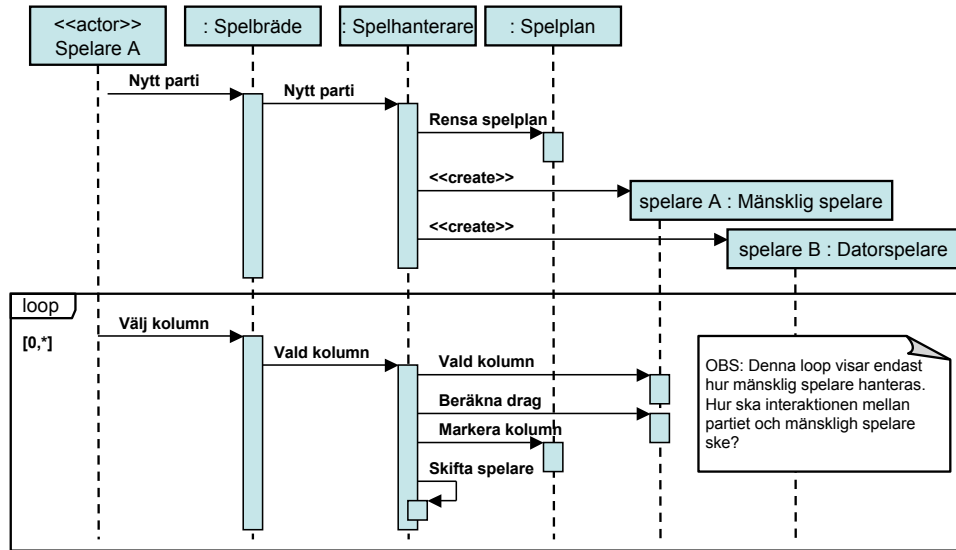 <<actor>>
Spelare A
: Spelbräde
: Spelhanterare
: Spelplan
Nytt parti
Nytt parti
Rensa spelplan
<<create>>
spelare A : Mänsklig spelare
<<create>>
spelare B : Datorspelare
loop
[0,*]
Välj kolumn
Vald kolumn
Vald kolumn
Beräkna drag
Markera kolumn
Skifta spelare
OBS: Denna loop visar endast
hur mänsklig spelare hanteras.
Hur ska interaktionen mellan
partiet och mänskligh spelare
ske?